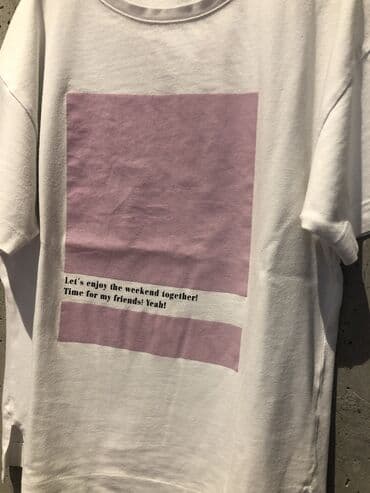 Let's enjoy the weekend together!
Time for my friends! Yeah!